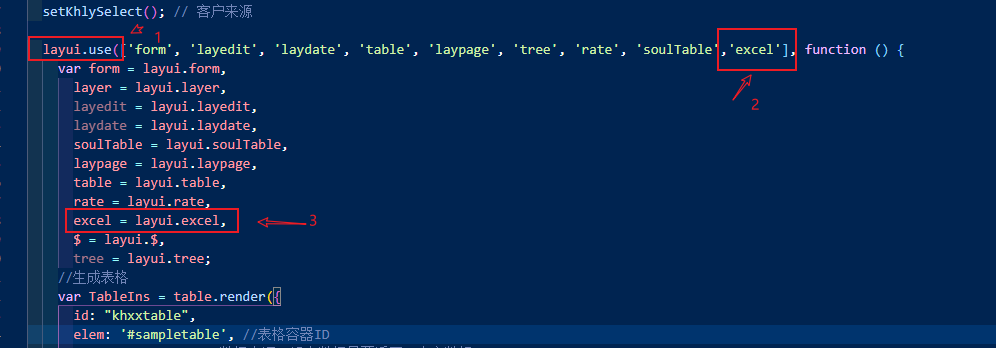 setKhlySelect(); // 客户来源
1
layui.use(['form', 'layedit', 'laydate', 'table', 'laypage', 'tree', 'rate', 'soulTable','excel'], function () {
2
var form = layui.form,
layer = layui.layer,
layedit = layui.layedit,
laydate = layui.laydate,
soulTable = layui.soulTable,
laypage = layui.laypage,
table = layui.table,
rate = layui.rate,
excel = layui.excel,
3
$ = layui.$,
tree = layui.tree;
//生成表格
var TableIns = table.render({
id: "khxxtable",
elem: '#sampletable', //表格容器ID